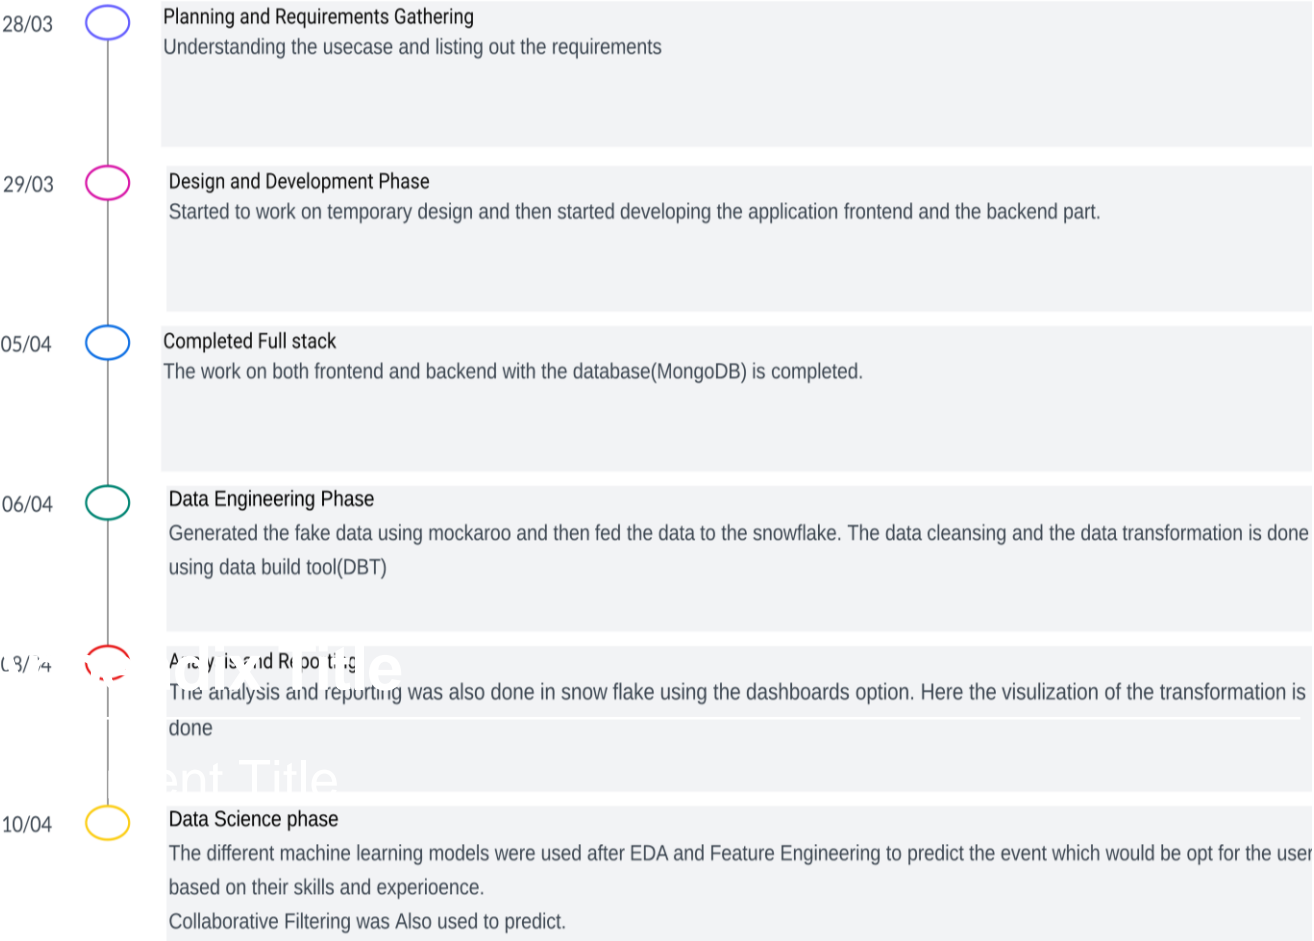 28/03
Planning and Requirements Gathering
Understanding the usecase and listing out the requirements
29/03
Design and Development Phase
Started to work on temporary design and then started developing the application frontend and the backend part.
05/04
Completed Full stack
The work on both frontend and backend with the database(MongoDB) is completed.
06/04
Data Engineering Phase
Generated the fake data using mockaroo and then fed the data to the snowflake. The data cleansing and the data transformation is done
using data build tool(DBT)
Analysis and Reporting
Title
The analysis and reporting was also done in snow flake using the dashboards option. Here the visulization of the transformation is
done
Title
10/04
Data Science phase
The different machine learning models were used after EDA and Feature Engineering to predict the event which would be opt for the user
based on their skills and experioence.
Collaborative Filtering was Also used to predict.